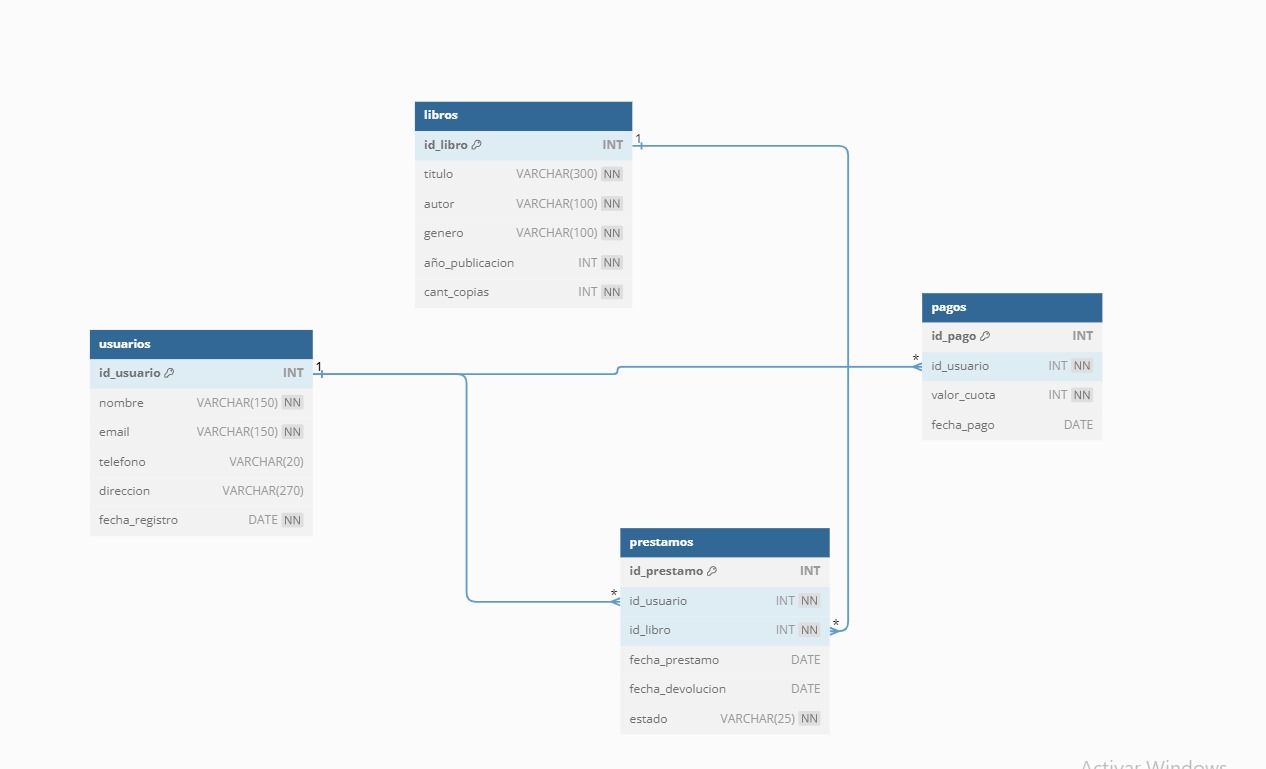 libros
1
id_libro INT
titulo VARCHAR(300) NN
autor VARCHAR(100) NN
genero VARCHAR(100) NN
año_publicacion INT NN
cant_copias INT NN
usuarios
1
id_usuario INT
nombre VARCHAR(150) NN
email VARCHAR(150) NN
telefono VARCHAR(20)
direccion VARCHAR(270)
fecha_registro DATE NN
pagos
id_pago INT
*
id_usuario INT NN
valor_cuota INT NN
fecha_pago DATE
prestamos
id_prestamo INT
*
id_usuario INT NN
*
id_libro INT NN
fecha_prestamo DATE
fecha_devolucion DATE
estado VARCHAR(25) NN
Activar Windows